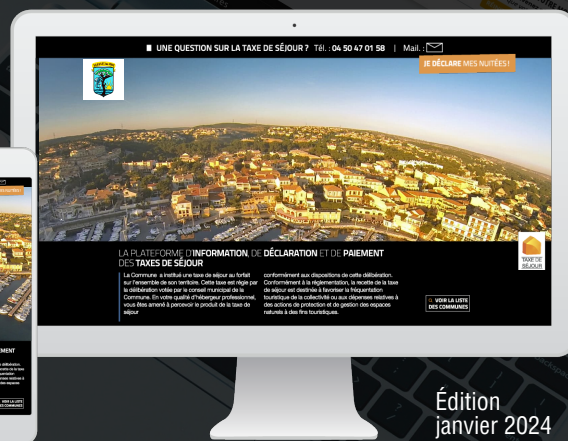 UNE QUESTION SUR LA TAXE DE SÉJOUR ? Tél. : 04 50 47 01 58 | Mail. :
JE DÉCLARE MES NUITÉES !
LA PLATEFORME D'INFORMATION, DE DÉCLARATION ET DE PAIEMENT
DES TAXES DE SÉJOUR
La Commune a institué une taxe de séjour au forfait
sur l'ensemble de son territoire. Cette taxe est régie par
la délibération votée par le conseil municipal de la
Commune. En votre qualité d'hébergeur professionnel,
vous êtes amené à percevoir le produit de la taxe de
séjour
conformément aux dispositions de cette délibération.
Conformément à la réglementation, la recette de la taxe
de séjour est destinée à favoriser la fréquentation
touristique de la collectivité ou aux dépenses relatives à
des actions de protection et de gestion des espaces
naturels à des fins touristiques.
TAXE DE
SÉJOUR
VOIR LA LISTE
DES COMMUNES
VOIR LA LISTE
DES COMMUNES
Édition
janvier 2024